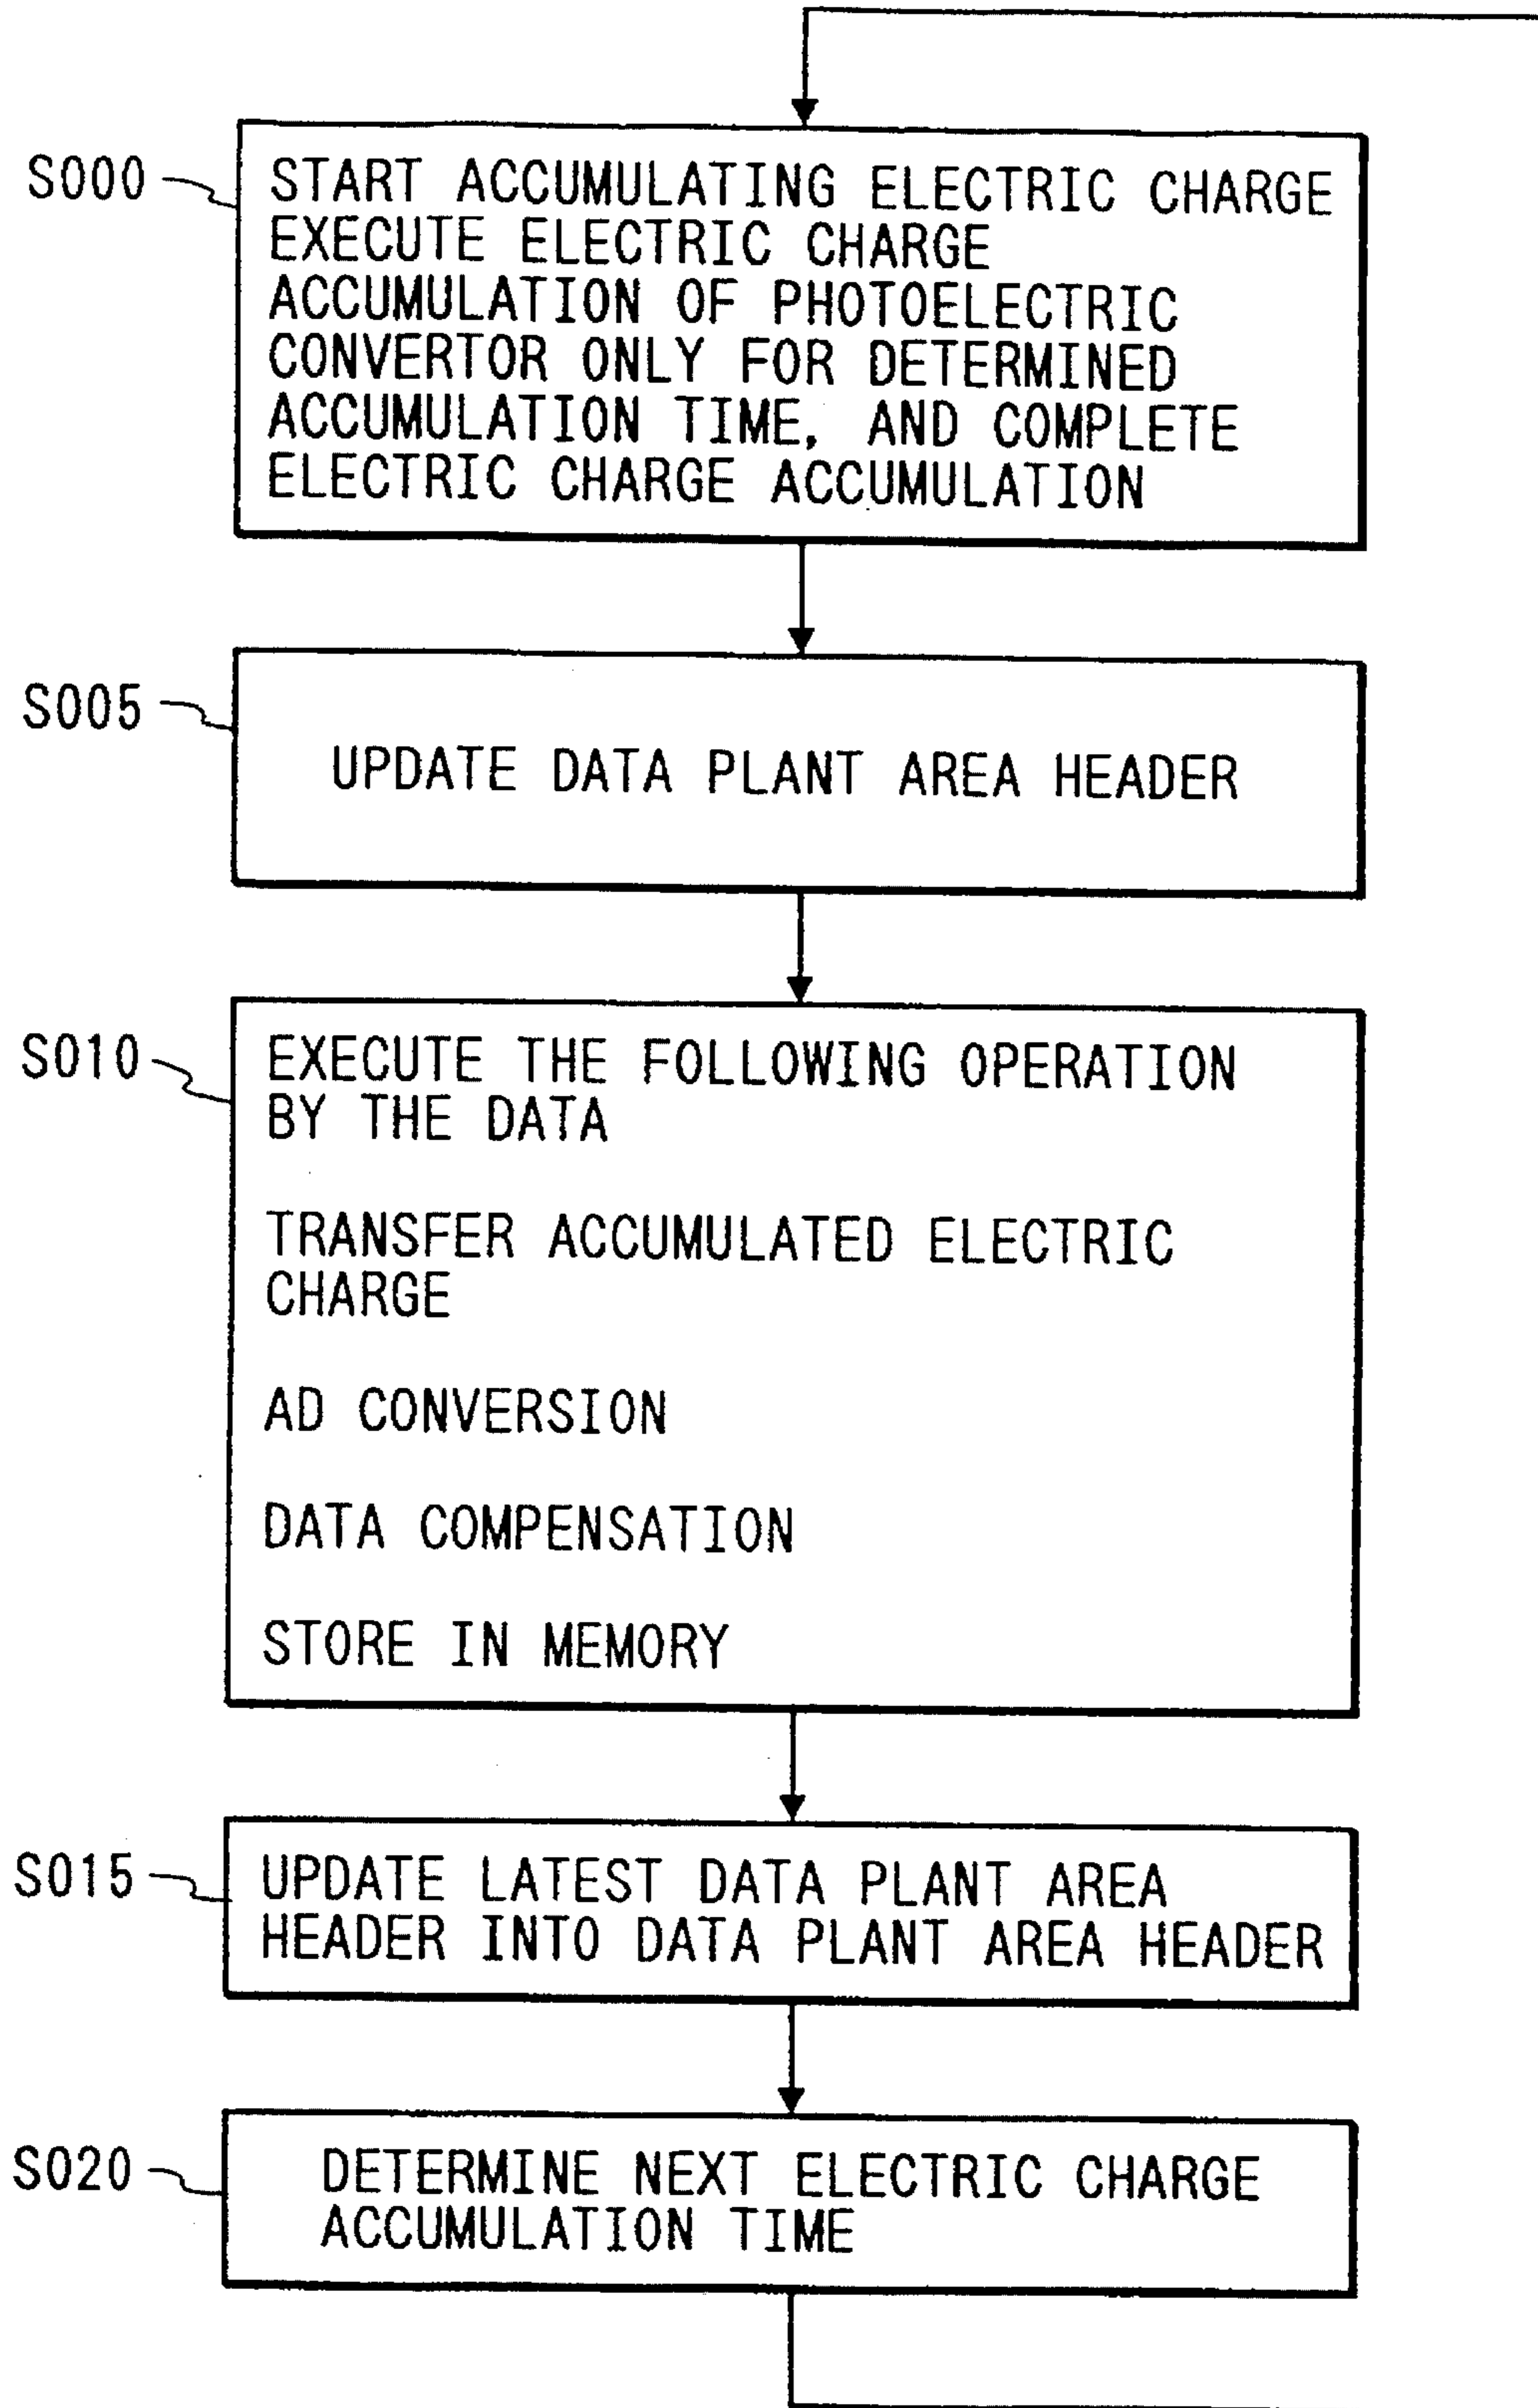 S000
START ACCUMULATING ELECTRIC CHARGE
EXECUTE ELECTRIC CHARGE
ACCUMULATION OF PHOTOELECTRIC
CONVERTOR ONLY FOR DETERMINED
ACCUMULATION TIME, AND COMPLETE
ELECTRIC CHARGE ACCUMULATION
S005
UPDATE DATA PLANT AREA HEADER
S010
EXECUTE THE FOLLOWING OPERATION
BY THE DATA
TRANSFER ACCUMULATED ELECTRIC
CHARGE
AD CONVERSION
DATA COMPENSATION
STORE IN MEMORY
S015
UPDATE LATEST DATA PLANT AREA
HEADER INTO DATA PLANT AREA HEADER
S020
DETERMINE NEXT ELECTRIC CHARGE
ACCUMULATION TIME